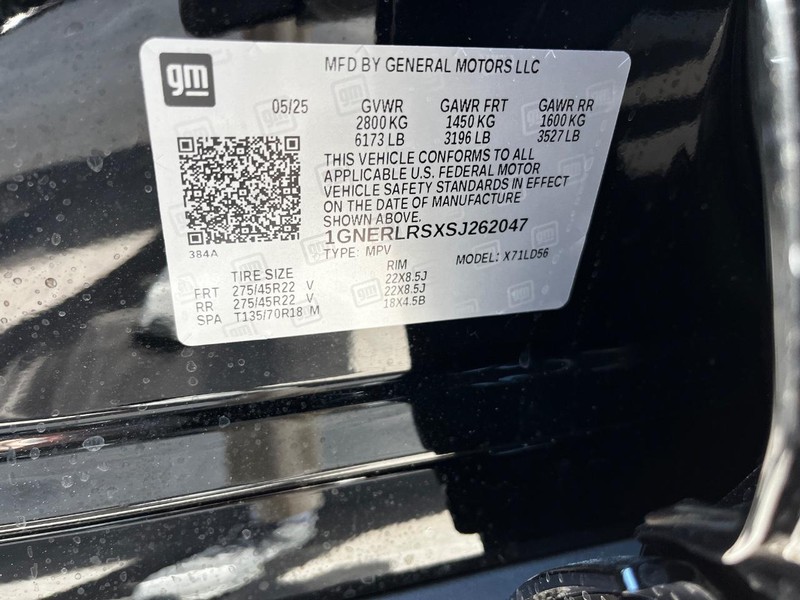 gm
MFD BY GENERAL MOTORS LLC
05/25 GVWR GAWR FRT GAWR RR
2800 KG 1450 KG 1600 KG
6173 LB 3196 LB 3527 LB
THIS VEHICLE CONFORMS TO ALL
APPLICABLE U.S. FEDERAL MOTOR
VEHICLE SAFETY STANDARDS IN EFFECT
ON THE DATE OF MANUFACTURE
SHOWN ABOVE.
1GNERLRSXSJ262047
384A
TYPE: MPV MODEL: X71LD56
TIRE SIZE RIM
FRT 275/45R22 V 22X8.5J
RR 275/45R22 V 22X8.5J
SPA T135/70R18 M 18X4.5B